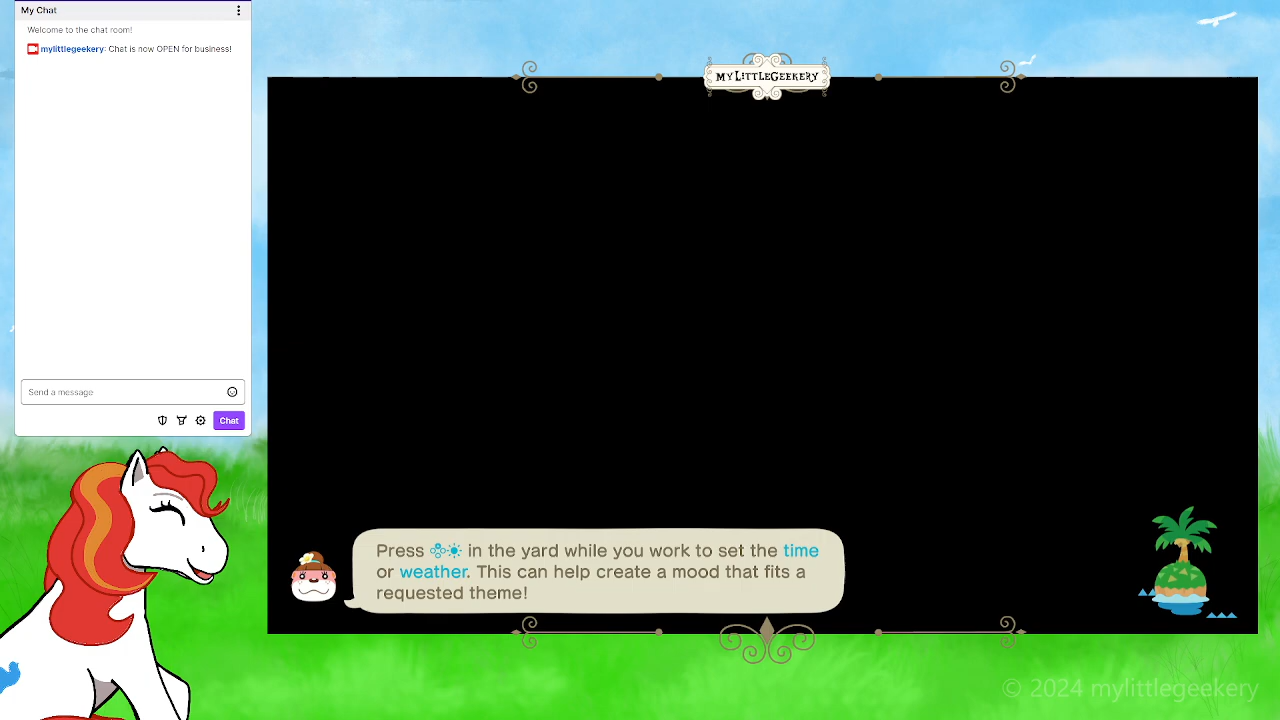 My Chat
Welcome to the chat room!
mylittlegeekery: Chat is now OPEN for business!
Send a message
Chat
MYLITTLEGEEKERY
Press in the yard while you work to set the time
or weather. This can help create a mood that fits a
requested theme!
© 2024 mylittlegeekery